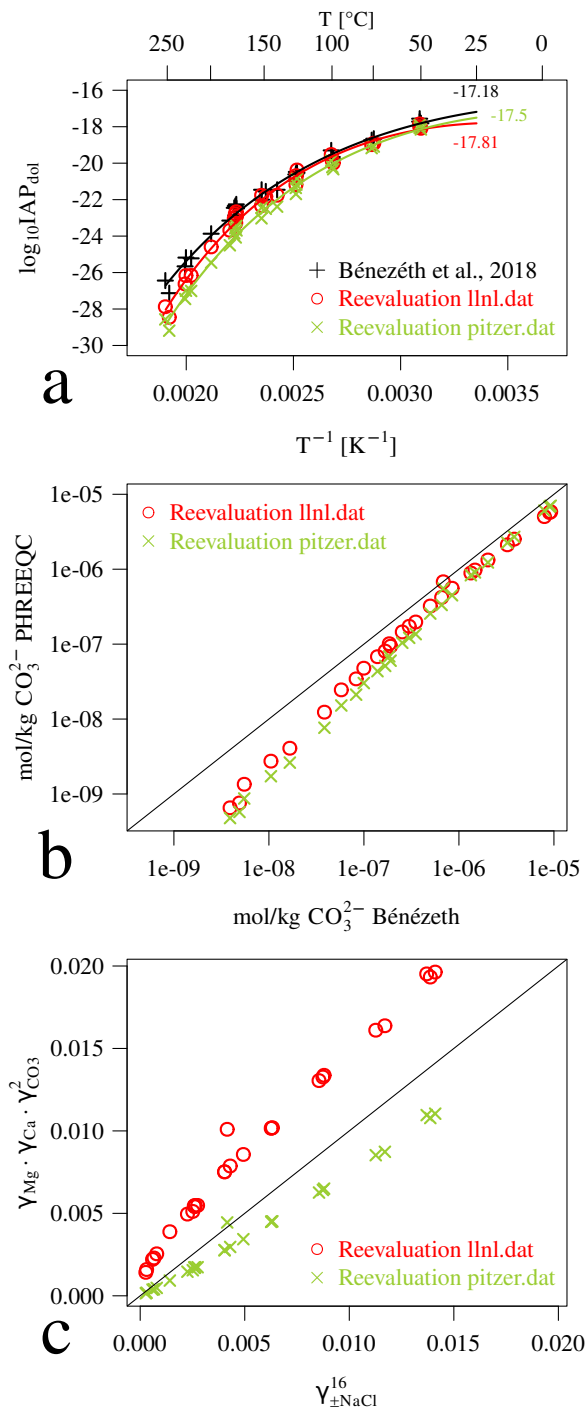 T [°C]
250 150 100 50 25 0
-16
-18
-20
-22
-24
-26
-28
-30
log₁₀IAP_dol
-17.18
-17.5
-17.81
Bénezéth et al., 2018
Reevaluation llnl.dat
Reevaluation pitzer.dat
0.0020 0.0025 0.0030 0.0035
T⁻¹ [K⁻¹]
a
1e-05
1e-06
1e-07
1e-08
1e-09
mol/kg CO₃²⁻ PHREEQC
Reevaluation llnl.dat
Reevaluation pitzer.dat
1e-09 1e-08 1e-07 1e-06 1e-05
mol/kg CO₃²⁻ Bénézeth
b
0.020
0.015
0.010
0.005
0.000
γMg · γCa · γ²CO3
Reevaluation llnl.dat
Reevaluation pitzer.dat
0.000 0.005 0.010 0.015 0.020
γ¹⁶±NaCl
c